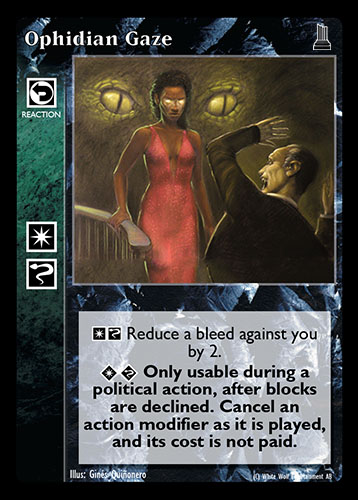 Ophidian Gaze
REACTION
Reduce a bleed against you
by 2.
Only usable during a
political action, after blocks
are declined. Cancel an
action modifier as it is played,
and its cost is not paid.
Illus: Ginés Quiñonero
(C) White Wolf Entertainment AB